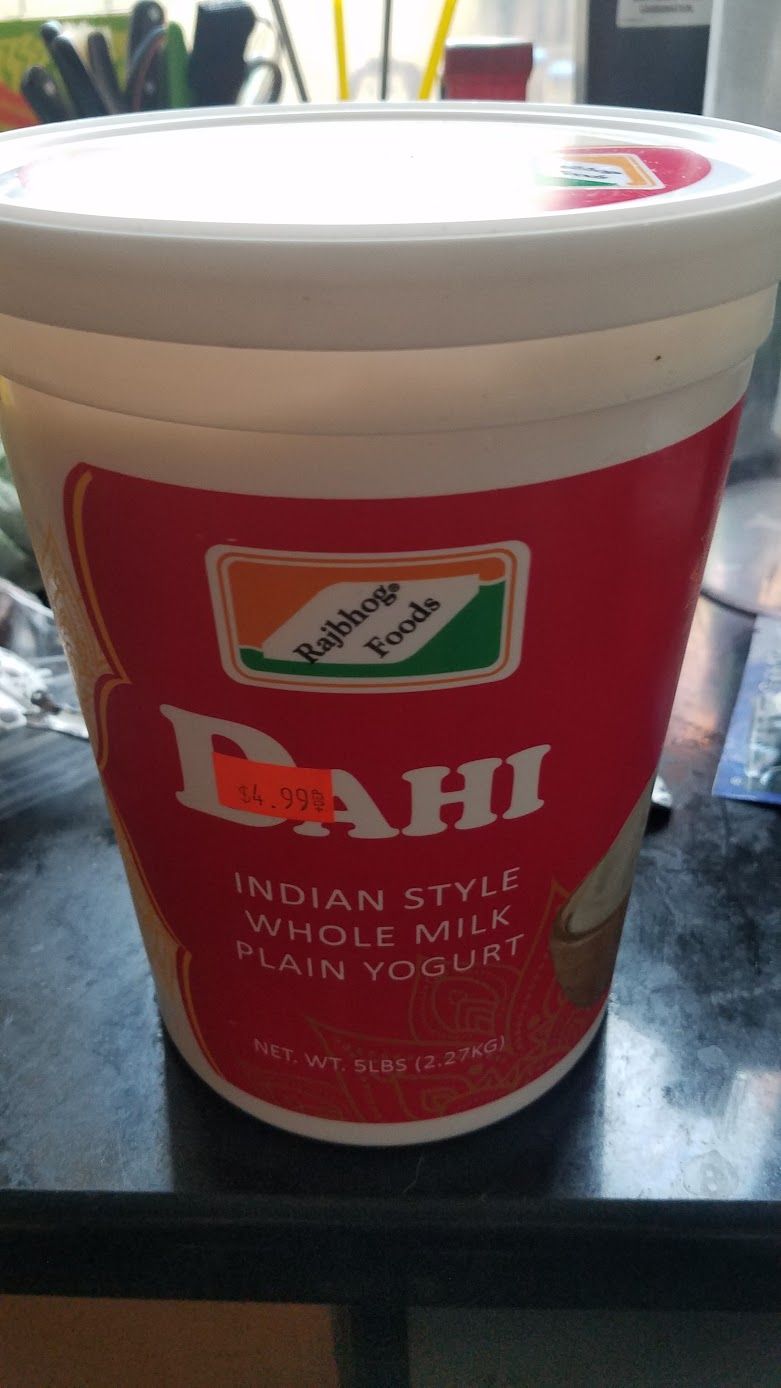 Rajbhog®
Foods
DAHI
$4.99
INDIAN STYLE
WHOLE MILK
PLAIN YOGURT
NET. WT. 5LBS (2.27KG)